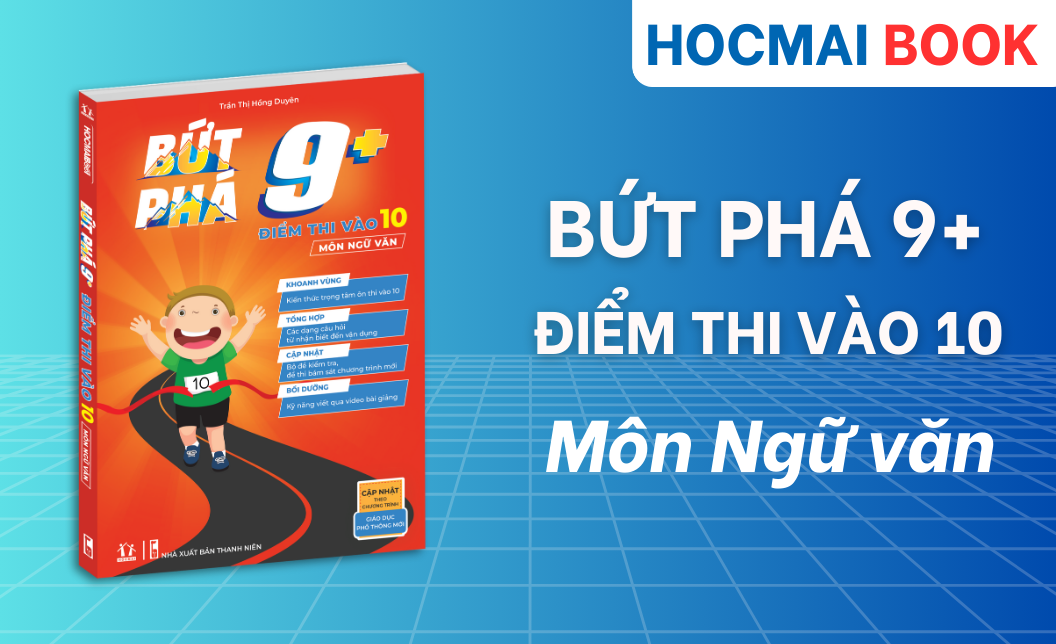 HOCMAI BOOK
BỨT PHÁ 9+
ĐIỂM THI VÀO 10
Môn Ngữ văn
Trần Thị Hồng Duyên
BỨT
PHÁ
9+
ĐIỂM THI VÀO 10
MÔN NGỮ VĂN
KHOANH VÙNG
Kiến thức trọng tâm ôn thi vào 10
TỔNG HỢP
Các dạng câu hỏi
từ nhận biết đến vận dụng
CẬP NHẬT
Bộ đề kiểm tra,
đề thi bám sát chương trình mới
BỒI DƯỠNG
Kỹ năng viết qua video bài giảng
10
CẬP NHẬT
THEO
CHƯƠNG TRÌNH
GIÁO DỤC
PHỔ THÔNG MỚI
NHÀ XUẤT BẢN THANH NIÊN
HOCMAI
BỨT PHÁ 9+ ĐIỂM THI VÀO 10
MÔN NGỮ VĂN